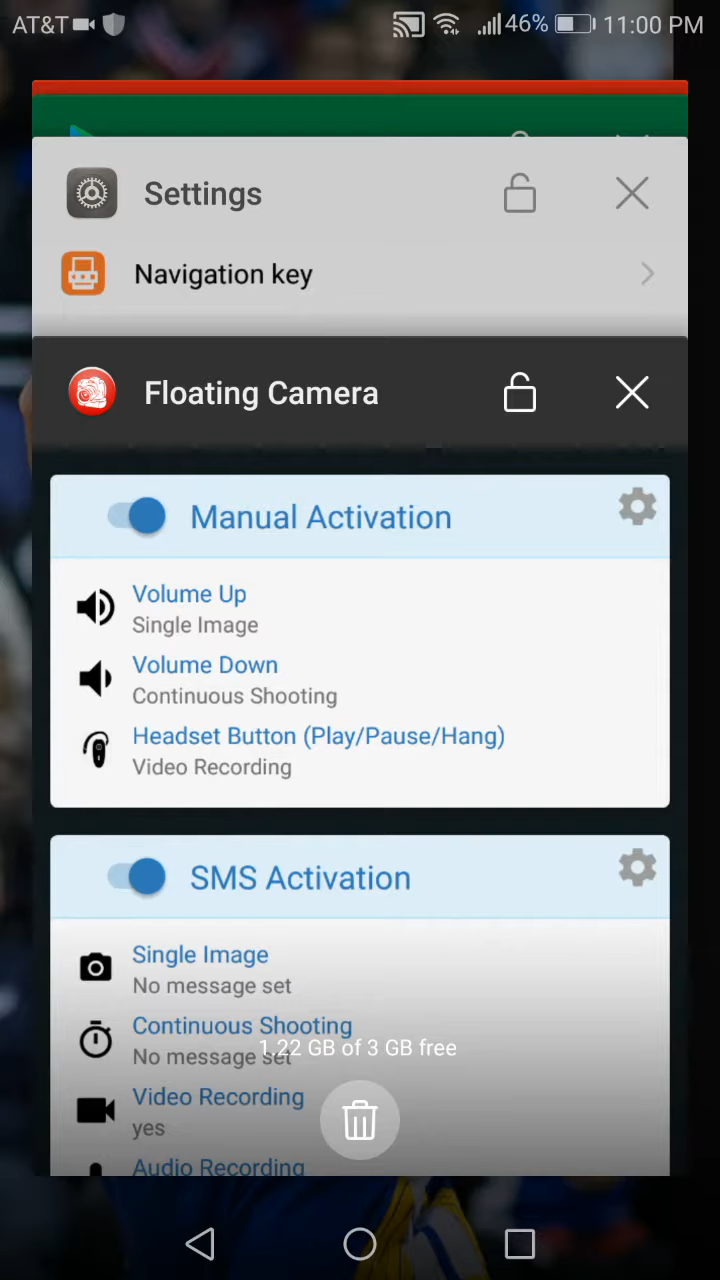 AT&T 46% 11:00 PM
Settings
Navigation key
Floating Camera
Manual Activation
Volume Up
Single Image
Volume Down
Continuous Shooting
Headset Button (Play/Pause/Hang)
Video Recording
SMS Activation
Single Image
No message set
Continuous Shooting
No message set
1.22 GB of 3 GB free
Video Recording
yes
Audio Recording